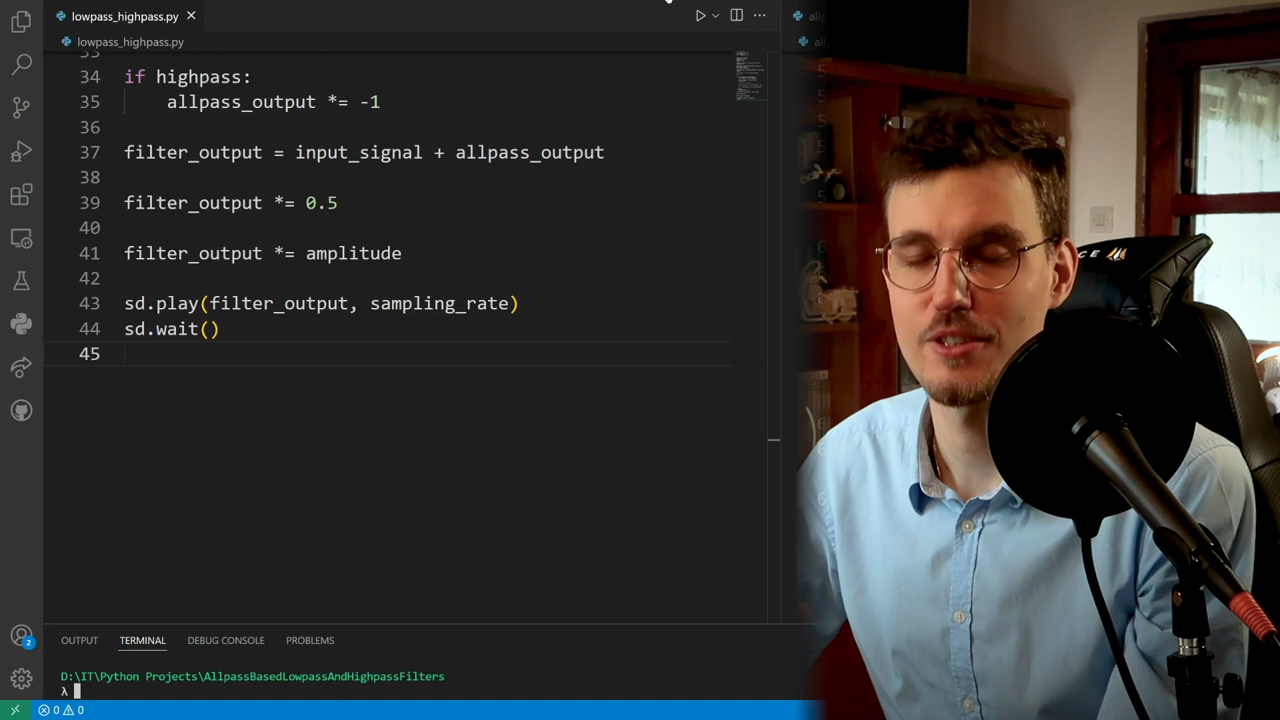 lowpass_highpass.py
lowpass_highpass.py
33
34 if highpass:
35 allpass_output *= -1
36
37 filter_output = input_signal + allpass_output
38
39 filter_output *= 0.5
40
41 filter_output *= amplitude
42
43 sd.play(filter_output, sampling_rate)
44 sd.wait()
45
OUTPUT TERMINAL DEBUG CONSOLE PROBLEMS
D:\IT\Python Projects\AllpassBasedLowpassAndHighpassFilters
λ
2
0 0